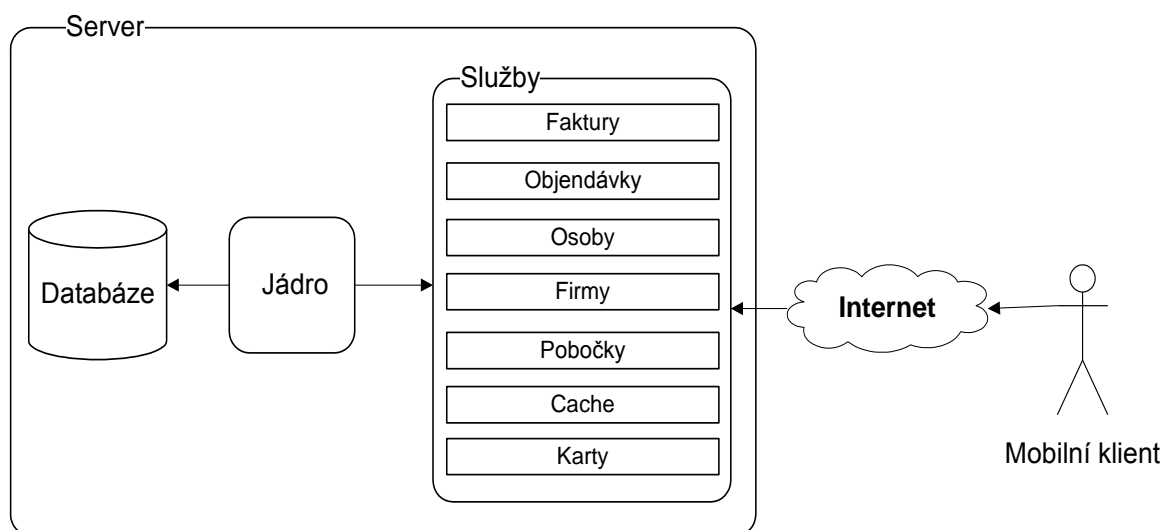 Server
Služby
Faktury
Objendávky
Osoby
Databáze
Jádro
Firmy
Internet
Pobočky
Cache
Karty
Mobilní klient